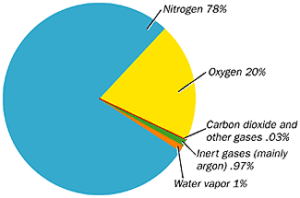 Nitrogen 78%
Oxygen 20%
Carbon dioxide and
other gases .03%
Inert gases (mainly
argon) .97%
Water vapor 1%